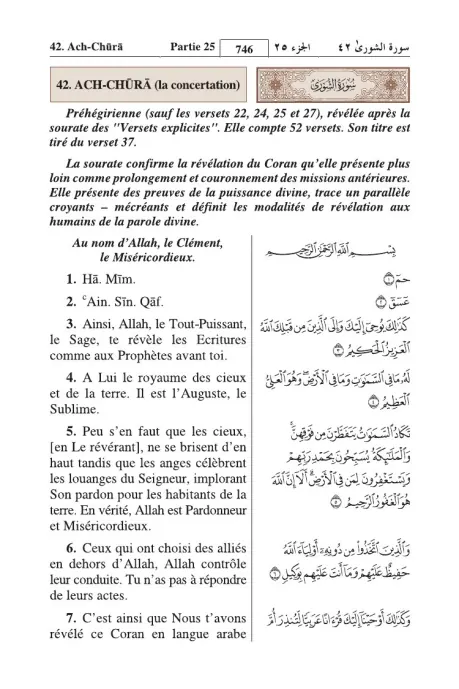 42. Ach-Chūrā Partie 25 746 الجزء ٢٥ سورة الشورىٰ ٤٢
42. ACH-CHŪRĀ (la concertation) سُورَةُ الشُّورَىٰ
Préhégirienne (sauf les versets 22, 24, 25 et 27), révélée après la
sourate des "Versets explicites". Elle compte 52 versets. Son titre est
tiré du verset 37.
La sourate confirme la révélation du Coran qu’elle présente plus
loin comme prolongement et couronnement des missions antérieures.
Elle présente des preuves de la puissance divine, trace un parallèle
croyants – mécréants et définit les modalités de révélation aux
humains de la parole divine.
Au nom d’Allah, le Clément,
le Miséricordieux.
1. Hā. Mīm.
2. ʿAin. Sīn. Qāf.
3. Ainsi, Allah, le Tout-Puissant,
le Sage, te révèle les Ecritures
comme aux Prophètes avant toi.
4. A Lui le royaume des cieux
et de la terre. Il est l’Auguste, le
Sublime.
5. Peu s’en faut que les cieux,
[en Le révérant], ne se brisent d’en
haut tandis que les anges célèbrent
les louanges du Seigneur, implorant
Son pardon pour les habitants de la
terre. En vérité, Allah est Pardonneur
et Miséricordieux.
6. Ceux qui ont choisi des alliés
en dehors d’Allah, Allah contrôle
leur conduite. Tu n’as pas à répondre
de leurs actes.
7. C’est ainsi que Nous t’avons
révélé ce Coran en langue arabe
بِسْمِ ٱللَّهِ ٱلرَّحْمَٰنِ ٱلرَّحِيمِ
حمٓ ١
عٓسٓقٓ ٢
كَذَٰلِكَ يُوحِىٓ إِلَيْكَ وَإِلَى ٱلَّذِينَ مِن قَبْلِكَ ٱللَّهُ
ٱلْعَزِيزُ ٱلْحَكِيمُ ٣
لَهُۥ مَا فِى ٱلسَّمَٰوَٰتِ وَمَا فِى ٱلْأَرْضِ وَهُوَ ٱلْعَلِىُّ
ٱلْعَظِيمُ ٤
تَكَادُ ٱلسَّمَٰوَٰتُ يَتَفَطَّرْنَ مِن فَوْقِهِنَّ
وَٱلْمَلَٰٓئِكَةُ يُسَبِّحُونَ بِحَمْدِ رَبِّهِمْ
وَيَسْتَغْفِرُونَ لِمَن فِى ٱلْأَرْضِ أَلَآ إِنَّ ٱللَّهَ
هُوَ ٱلْغَفُورُ ٱلرَّحِيمُ ٥
وَٱلَّذِينَ ٱتَّخَذُوا۟ مِن دُونِهِۦٓ أَوْلِيَآءَ ٱللَّهُ
حَفِيظٌ عَلَيْهِمْ وَمَآ أَنتَ عَلَيْهِم بِوَكِيلٍ ٦
وَكَذَٰلِكَ أَوْحَيْنَآ إِلَيْكَ قُرْءَانًا عَرَبِيًّا لِّتُنذِرَ أُمَّ